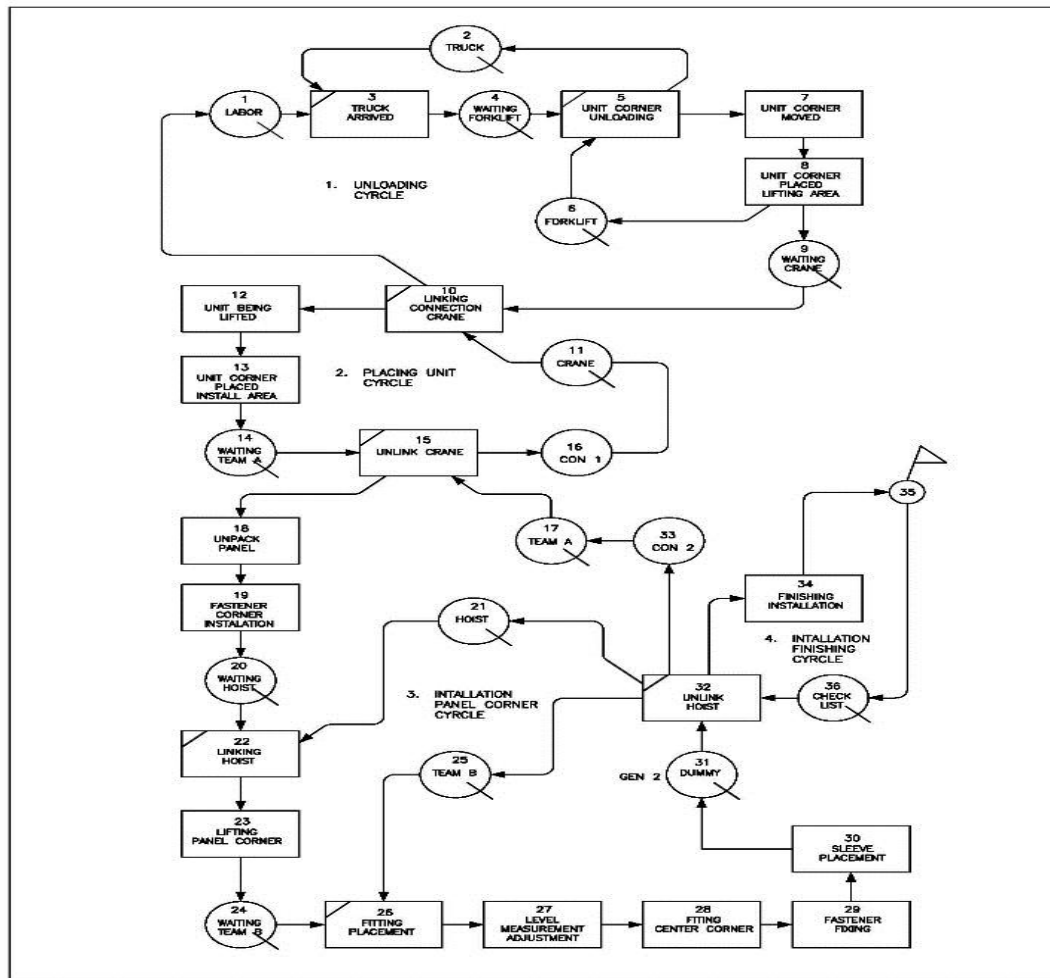 2
TRUCK
1
LABOR
3
TRUCK
ARRIVED
4
WAITING
FORKLIFT
5
UNIT CORNER
UNLOADING
7
UNIT CORNER
MOVED
8
UNIT CORNER
PLACED
LIFTING AREA
1. UNLOADING
CYRCLE
6
FORKLIFT
9
WAITING
CRANE
10
LINKING
CONNECTION
CRANE
12
UNIT BEING
LIFTED
11
CRANE
13
UNIT CORNER
PLACED
INSTALL AREA
2. PLACING UNIT
CYRCLE
14
WAITING
TEAM A
15
UNLINK CRANE
16
CON 1
35
17
TEAM A
33
CON 2
18
UNPACK
PANEL
19
FASTENER
CORNER
INSTALATION
21
HOIST
34
FINISHING
INSTALLATION
4. INTALLATION
FINISHING
CYRCLE
20
WAITING
HOIST
3. INTALLATION
PANEL CORNER
CYRCLE
32
UNLINK
HOIST
36
CHECK
LIST
22
LINKING
HOIST
25
TEAM B
GEN 2
31
DUMMY
23
LIFTING
PANEL CORNER
30
SLEEVE
PLACEMENT
24
WAITING
TEAM B
26
FITTING
PLACEMENT
27
LEVEL
MEASUREMENT
ADJUSTMENT
28
FITING
CENTER CORNER
29
FASTENER
FIXING